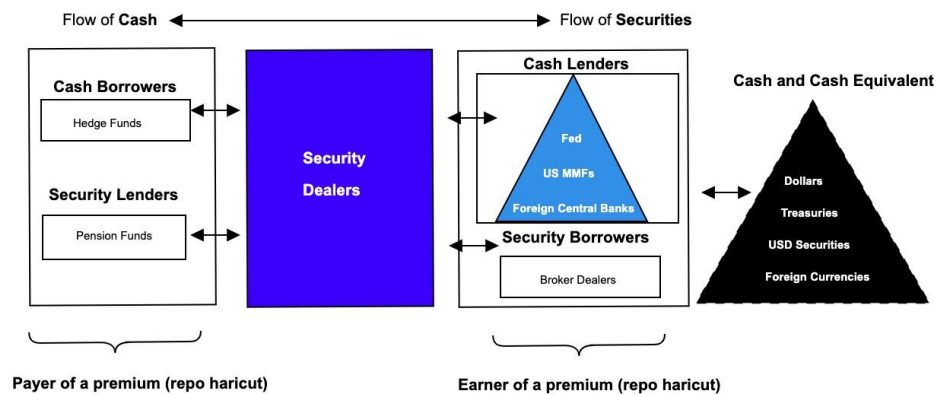 Flow of Cash
Flow of Securities
Cash Borrowers
Hedge Funds
Security Lenders
Pension Funds
Security
Dealers
Cash Lenders
Fed
US MMFs
Foreign Central Banks
Security Borrowers
Broker Dealers
Cash and Cash Equivalent
Dollars
Treasuries
USD Securities
Foreign Currencies
Payer of a premium (repo haricut)
Earner of a premium (repo haricut)